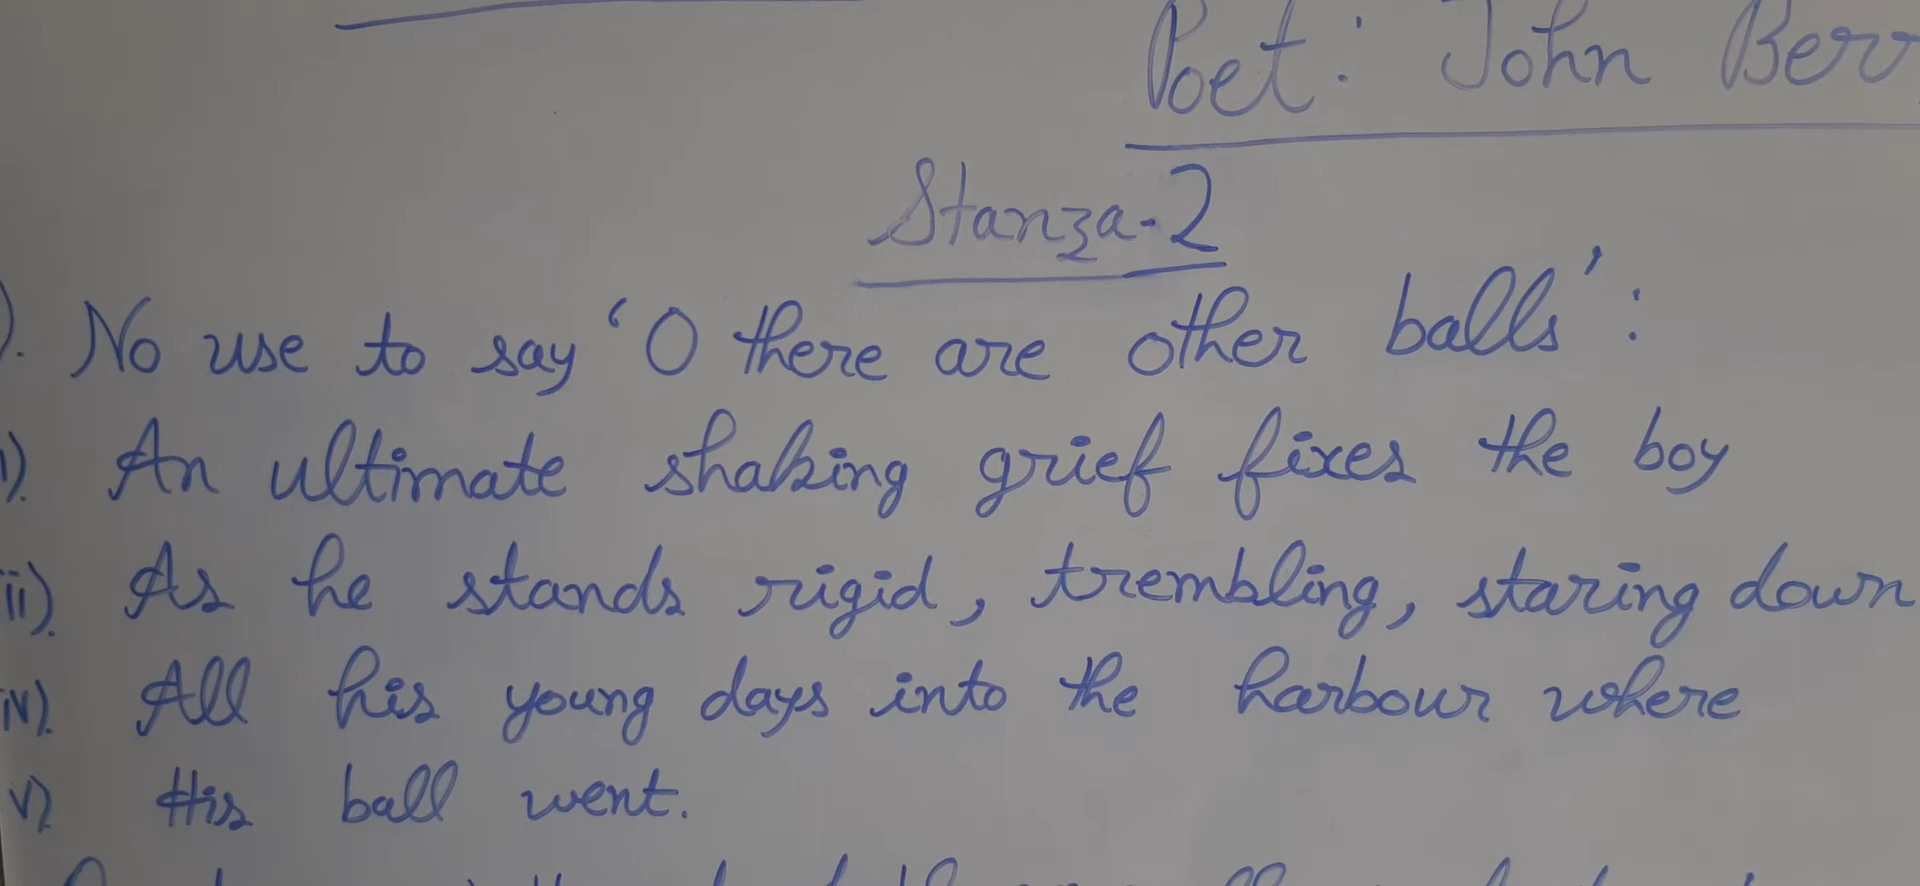 Poet: John Berr
Stanza-2
). No use to say ‘O there are other balls’:
i). An ultimate shaking grief fixes the boy
ii). As he stands rigid, trembling, staring down
iv). All his young days into the harbour where
v) His ball went.